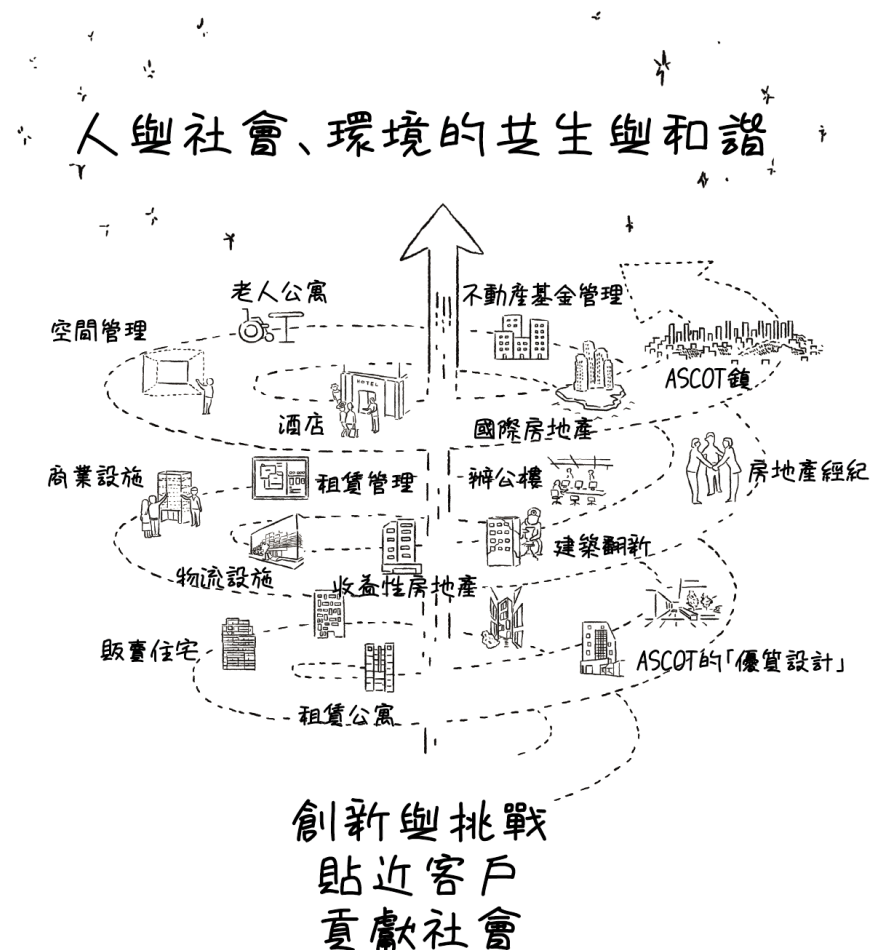 人與社會、環境的共生與和諧
老人公寓
不動產基金管理
空間管理
HOTEL
ASCOT鎮
酒店
國際房地產
商業設施
租賃管理
辦公樓
房地產經紀
建築翻新
物流設施
收益性房地產
販賣住宅
ASCOT的「優質設計」
租賃公寓
創新與挑戰
貼近客戶
貢獻社會